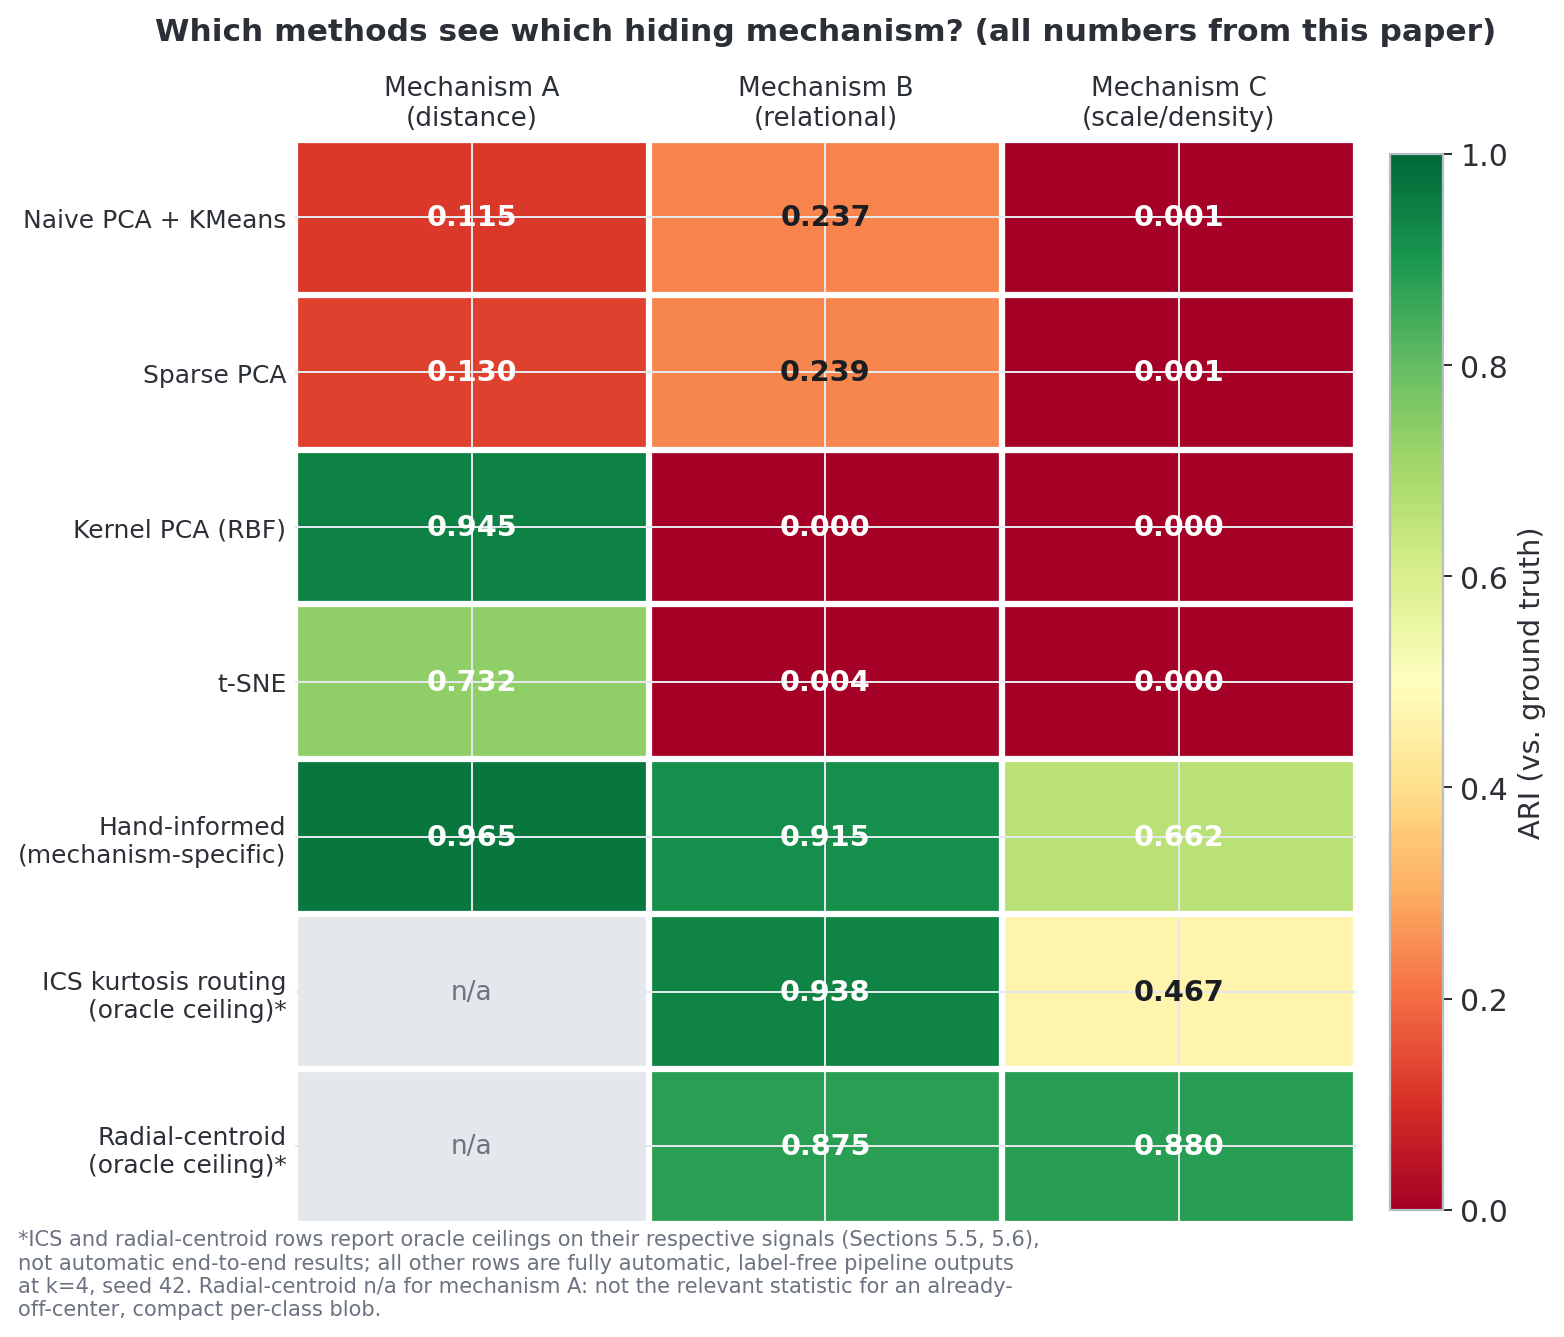 Which methods see which hiding mechanism? (all numbers from this paper)
Mechanism A
(distance)
Mechanism B
(relational)
Mechanism C
(scale/density)
Naive PCA + KMeans
0.115
0.237
0.001
Sparse PCA
0.130
0.239
0.001
Kernel PCA (RBF)
0.945
0.000
0.000
t-SNE
0.732
0.004
0.000
Hand-informed
(mechanism-specific)
0.965
0.915
0.662
ICS kurtosis routing
(oracle ceiling)*
n/a
0.938
0.467
Radial-centroid
(oracle ceiling)*
n/a
0.875
0.880
1.0
0.8
0.6
0.4
0.2
0.0
ARI (vs. ground truth)
*ICS and radial-centroid rows report oracle ceilings on their respective signals (Sections 5.5, 5.6),
not automatic end-to-end results; all other rows are fully automatic, label-free pipeline outputs
at k=4, seed 42. Radial-centroid n/a for mechanism A: not the relevant statistic for an already-
off-center, compact per-class blob.